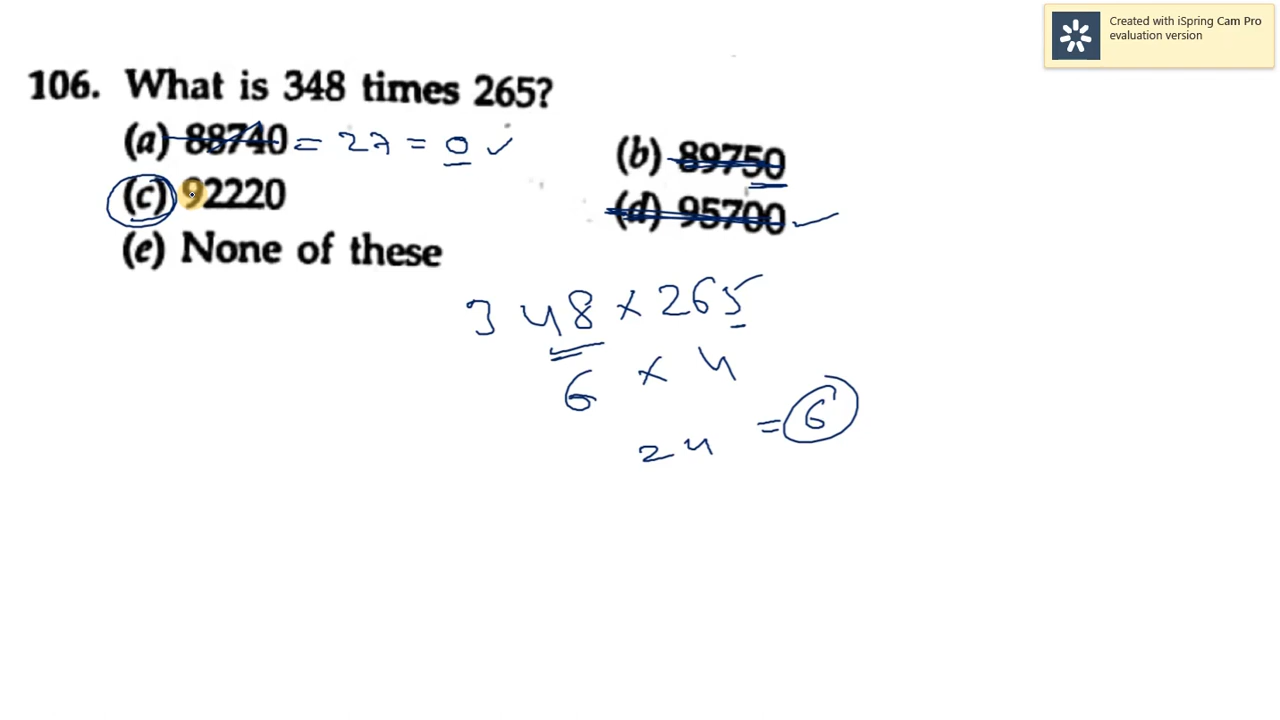 Created with iSpring Cam Pro
evaluation version
106. What is 348 times 265?
(a) 88740 = 27 = 0 ✓
(b) 89750
(c) 92220
(d) 95700 ✓
(e) None of these
348 × 265
6 × 4
24 = 6